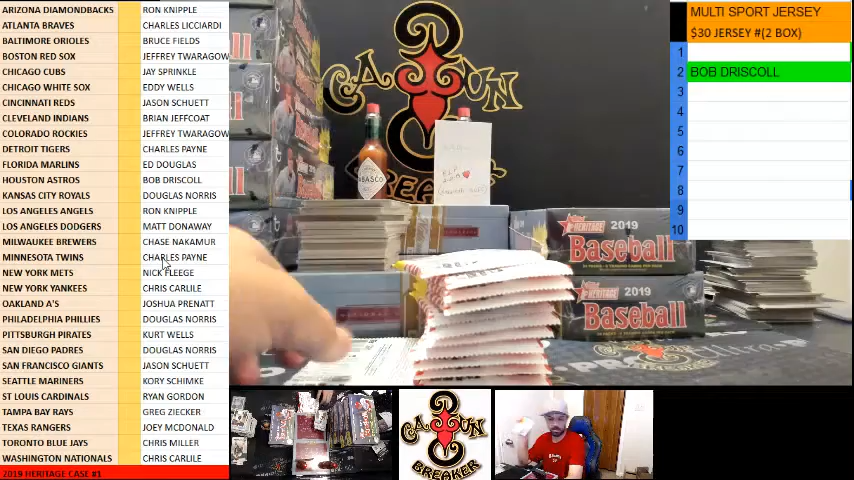 ARIZONA DIAMONDBACKS RON KNIPPLE
ATLANTA BRAVES CHARLES LICCIARDI
BALTIMORE ORIOLES BRUCE FIELDS
BOSTON RED SOX JEFFREY TWARAGOW
CHICAGO CUBS JAY SPRINKLE
CHICAGO WHITE SOX EDDY WELLS
CINCINNATI REDS JASON SCHUETT
CLEVELAND INDIANS BRIAN JEFFCOAT
COLORADO ROCKIES JEFFREY TWARAGOW
DETROIT TIGERS CHARLES PAYNE
FLORIDA MARLINS ED DOUGLAS
HOUSTON ASTROS BOB DRISCOLL
KANSAS CITY ROYALS DOUGLAS NORRIS
LOS ANGELES ANGELS RON KNIPPLE
LOS ANGELES DODGERS MATT DONAWAY
MILWAUKEE BREWERS CHASE NAKAMUR
MINNESOTA TWINS CHARLES PAYNE
NEW YORK METS NICK FLEEGE
NEW YORK YANKEES CHRIS CARLILE
OAKLAND A'S JOSHUA PRENATT
PHILADELPHIA PHILLIES DOUGLAS NORRIS
PITTSBURGH PIRATES KURT WELLS
SAN DIEGO PADRES DOUGLAS NORRIS
SAN FRANCISCO GIANTS JASON SCHUETT
SEATTLE MARINERS KORY SCHIMKE
ST LOUIS CARDINALS RYAN GORDON
TAMPA BAY RAYS GREG ZIECKER
TEXAS RANGERS JOEY MCDONALD
TORONTO BLUE JAYS CHRIS MILLER
WASHINGTON NATIONALS CHRIS CARLILE
2019 HERITAGE CASE #1
CAJUN
BREAKER
TABASCO
HERITAGE 2019
Baseball
HERITAGE 2019
Baseball
CAJUN
BREAKER
MULTI SPORT JERSEY
$30 JERSEY #(2 BOX)
1
2 BOB DRISCOLL
3
4
5
6
7
8
9
10